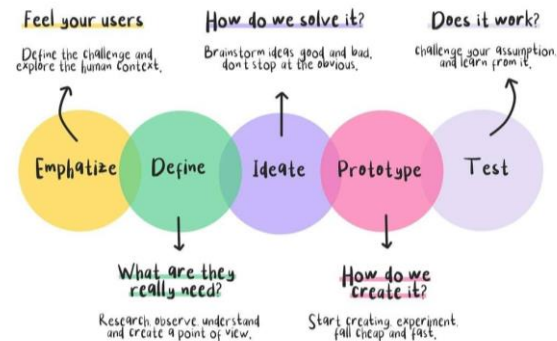 Feel your users
Define the challenge and
explore the human context.
How do we solve it?
Brainstorm ideas good and bad,
don't stop at the obvious.
Does it work?
Challenge your assumption,
and learn from it.
Emphatize
Define
Ideate
Prototype
Test
What are they
really need?
Research, observe, understand
and create a point of view.
How do we
create it?
Start creating, experiment,
fall cheap and fast.